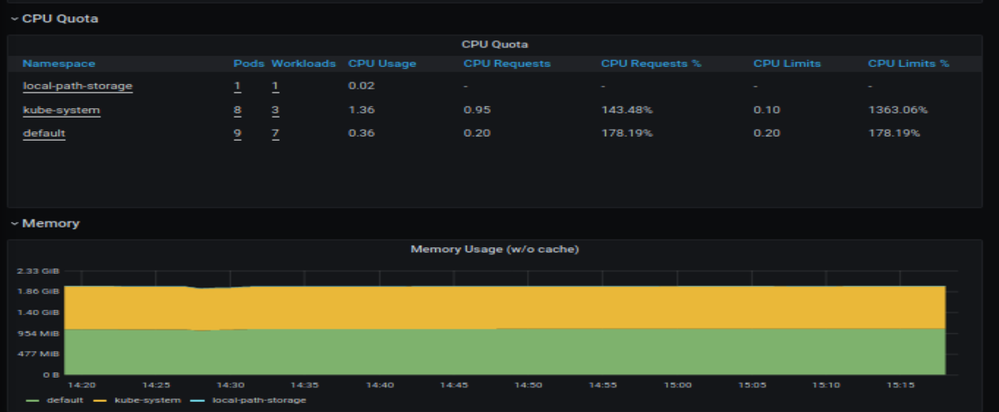 CPU Quota
CPU Quota
Namespace Pods Workloads CPU Usage CPU Requests CPU Requests % CPU Limits CPU Limits %
local-path-storage 1 1 0.02 - - - -
kube-system 8 3 1.36 0.95 143.48% 0.10 1363.06%
default 9 7 0.36 0.20 178.19% 0.20 178.19%
Memory
Memory Usage (w/o cache)
2.33 GiB
1.86 GiB
1.40 GiB
954 MiB
477 MiB
0 B
14:20 14:25 14:30 14:35 14:40 14:45 14:50 14:55 15:00 15:05 15:10 15:15
default kube-system local-path-storage